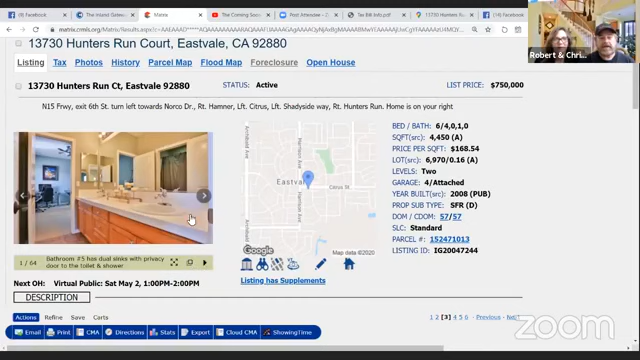 (8) Facebook
The Inland Gatew
Matrix
The Coming Soon
Post Attendee - Zo
Tax Bill Info.pdf
13730 Hunters Run
(14) Facebook
13730 Hunters Run Court, Eastvale, CA 92880
Listing Tax Photos History Parcel Map Flood Map Foreclosure Open House
13730 Hunters Run Ct, Eastvale 92880 STATUS: Active LIST PRICE: $750,000
N15 Frwy, exit 6th St. turn left towards Norco Dr., Rt. Hamner, Lft. Citrus, Lft. Shadyside way, Rt. Hunters Run. Home is on your right
BED / BATH: 6/4,0,1,0
SQFT(src): 4,450 (A)
PRICE PER SQFT: $168.54
LOT(src): 6,970/0.16 (A)
LEVELS: Two
GARAGE: 4/Attached
YEAR BUILT(src): 2008 (PUB)
PROP SUB TYPE: SFR (D)
DOM / CDOM: 57/57
SLC: Standard
PARCEL #: 152471013
LISTING ID: IG20047244
Archibald Ave
Harrison Ave
Harrison Ave
Eastvale
Citrus St
Google
Map data ©2020
1 / 64 Bathroom #5 has dual sinks with privacy door to the toilet & shower
Listing has Supplements
Next OH: Virtual Public: Sat May 2, 1:00PM-2:00PM
DESCRIPTION
Actions Refine Save Carts
1 2 [3] 4 5 6 Previous Next
Email Print CMA Directions Stats Export Cloud CMA ShowingTime
Robert & Chri
zoom